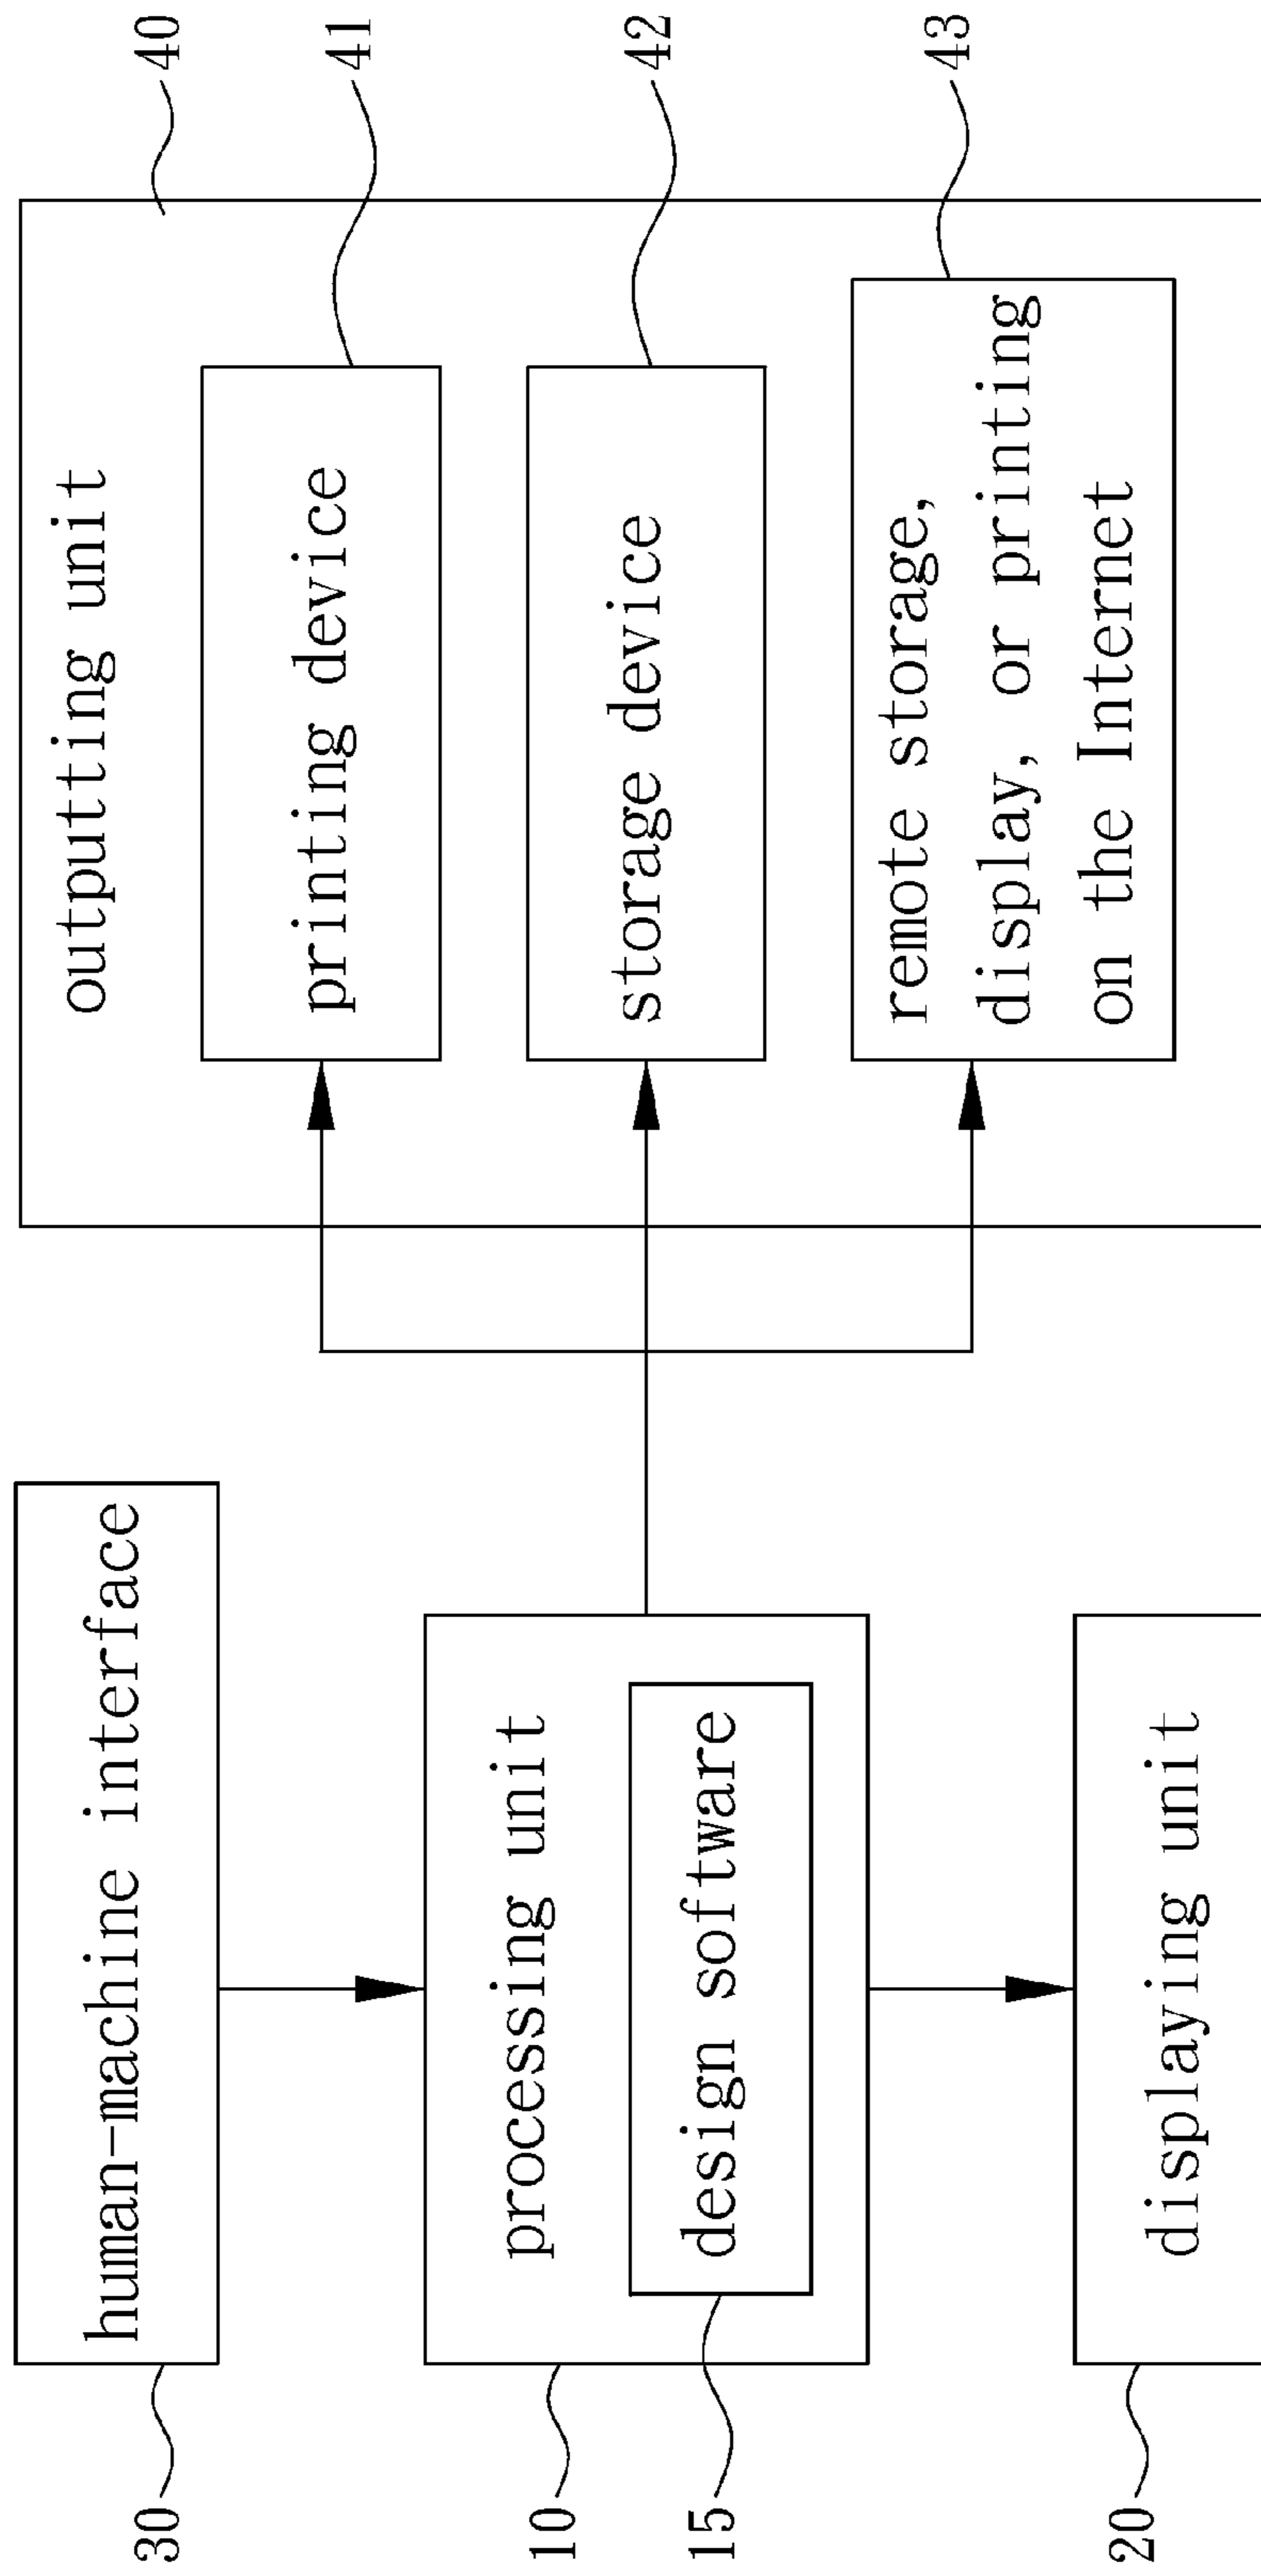 30
human-machine interface
10
processing unit
15
design software
20
displaying unit
outputting unit
40
printing device
41
storage device
42
remote storage,
display, or printing
on the Internet
43